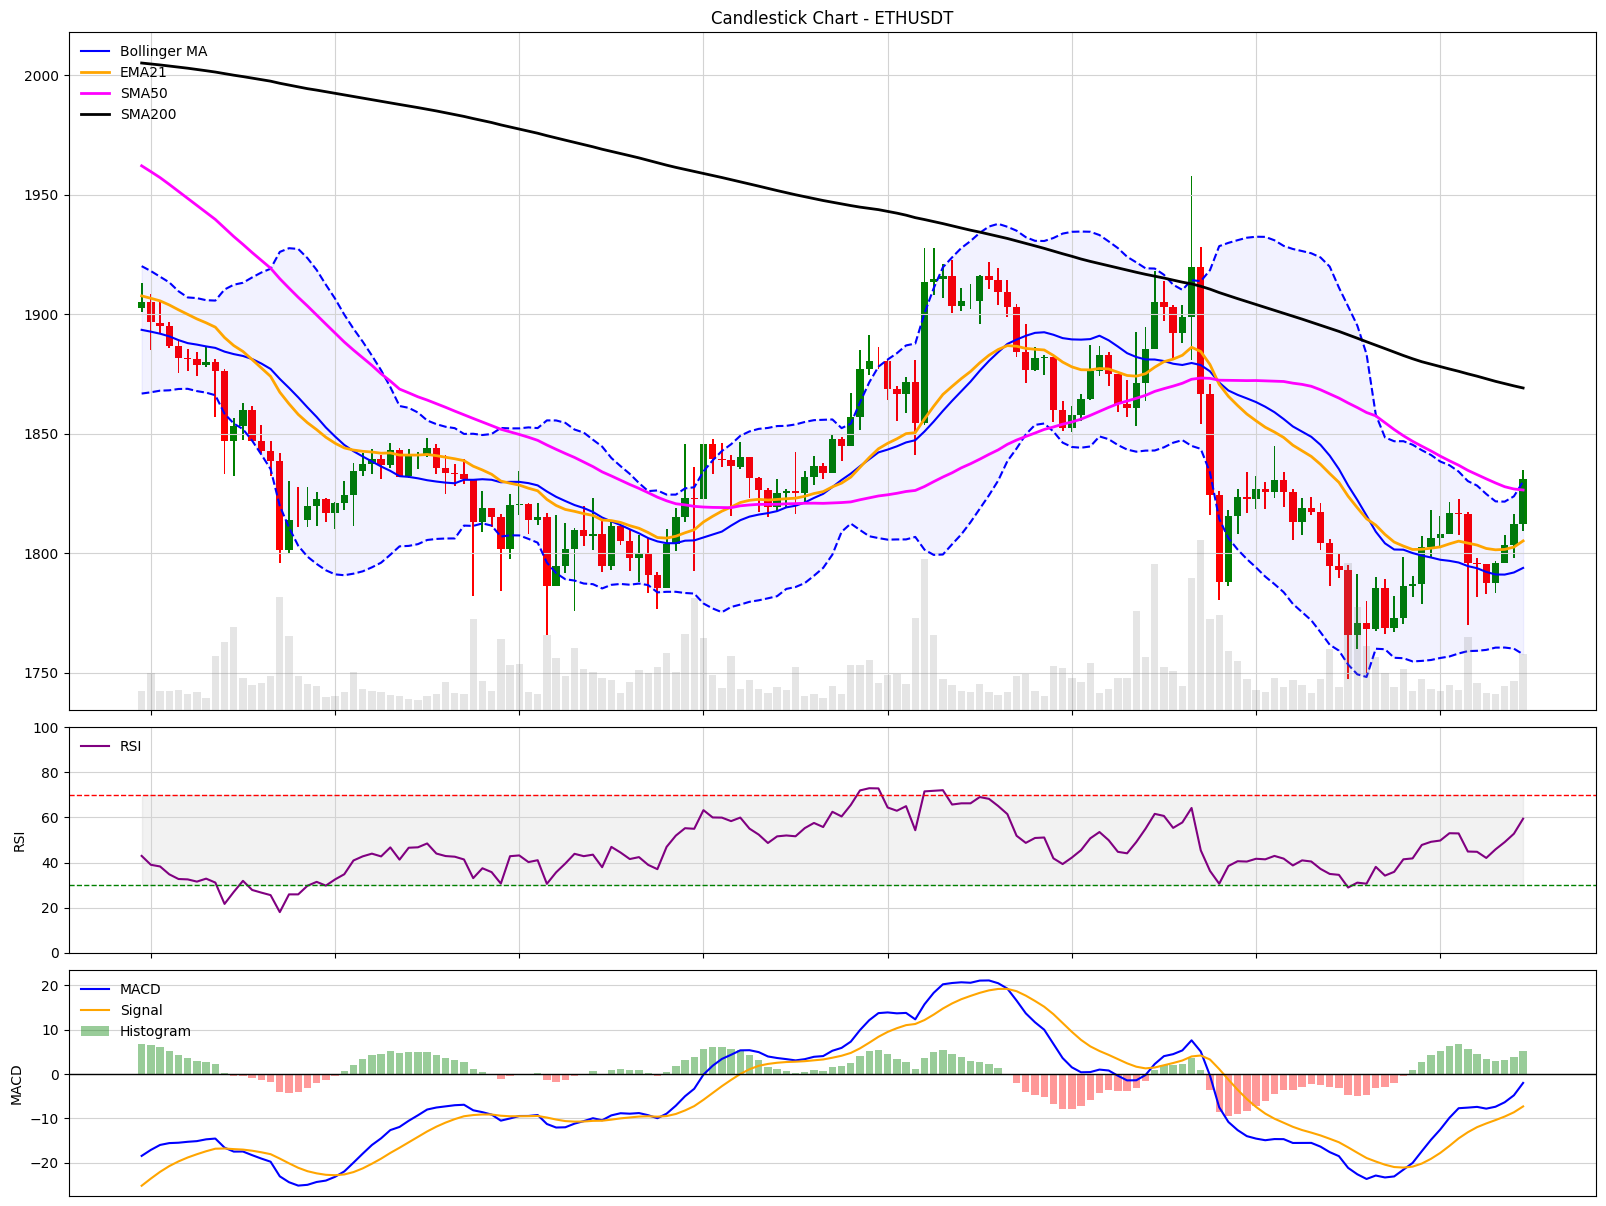 Candlestick Chart - ETHUSDT
Bollinger MA
EMA21
SMA50
SMA200
2000
1950
1900
1850
1800
1750
RSI
100
80
60
40
20
0
RSI
MACD
Signal
Histogram
20
10
0
−10
−20
MACD